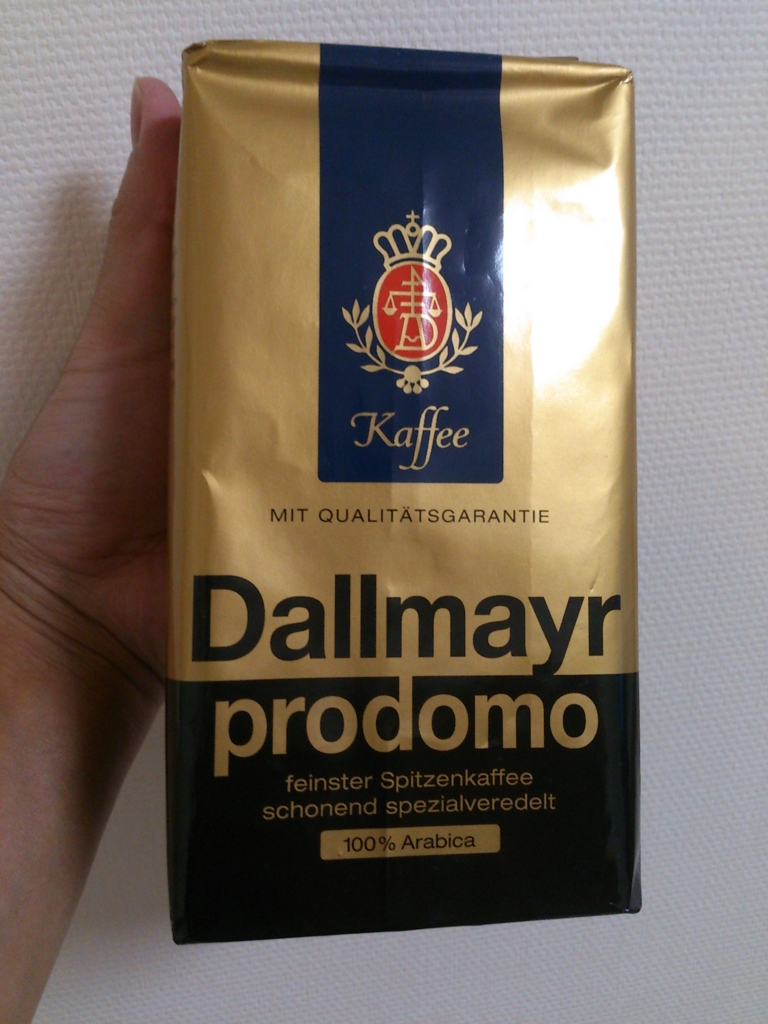 Kaffee
MIT QUALITÄTSGARANTIE
Dallmayr
prodomo
feinster Spitzenkaffee
schonend spezialveredelt
100% Arabica